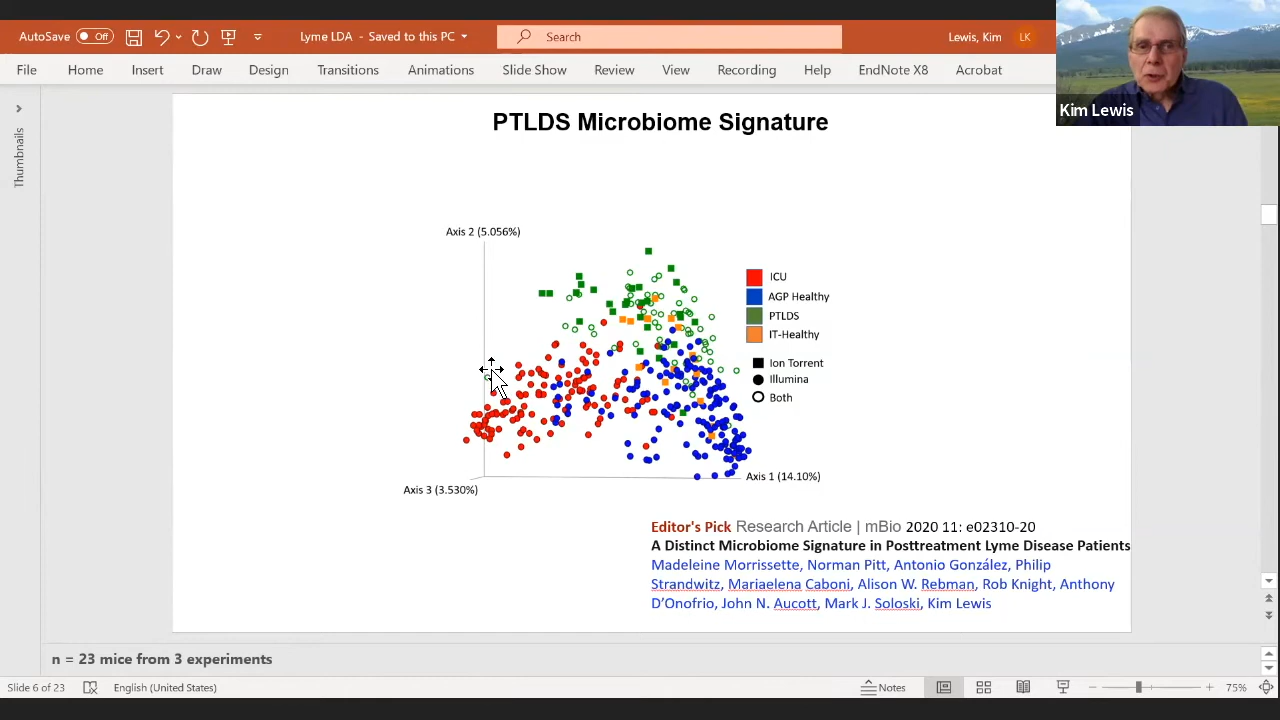 AutoSave Off
Lyme LDA - Saved to this PC
Search
Lewis, Kim LK
File Home Insert Draw Design Transitions Animations Slide Show Review View Recording Help EndNote X8 Acrobat
Kim Lewis
Thumbnails
PTLDS Microbiome Signature
Axis 2 (5.056%)
ICU
AGP Healthy
PTLDS
IT-Healthy
Ion Torrent
Illumina
Both
Axis 1 (14.10%)
Axis 3 (3.530%)
Editor's Pick Research Article | mBio 2020 11: e02310-20
A Distinct Microbiome Signature in Posttreatment Lyme Disease Patients
Madeleine Morrissette, Norman Pitt, Antonio González, Philip
Strandwitz, Mariaelena Caboni, Alison W. Rebman, Rob Knight, Anthony
D'Onofrio, John N. Aucott, Mark J. Soloski, Kim Lewis
n = 23 mice from 3 experiments
Slide 6 of 23 English (United States) Notes 75%